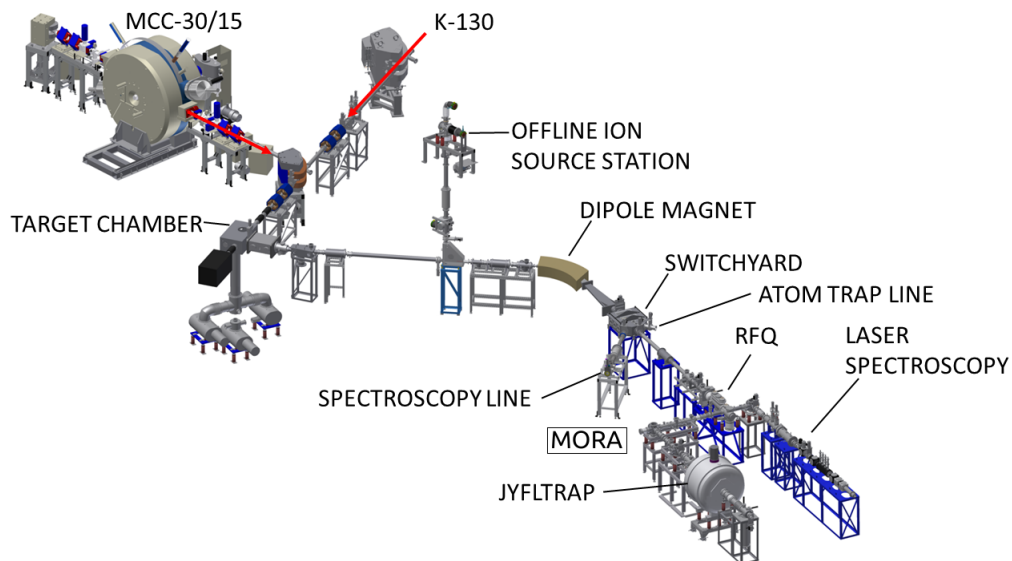 MCC-30/15
K-130
OFFLINE ION
SOURCE STATION
TARGET CHAMBER
DIPOLE MAGNET
SWITCHYARD
ATOM TRAP LINE
RFQ
LASER
SPECTROSCOPY
SPECTROSCOPY LINE
MORA
JYFLTRAP